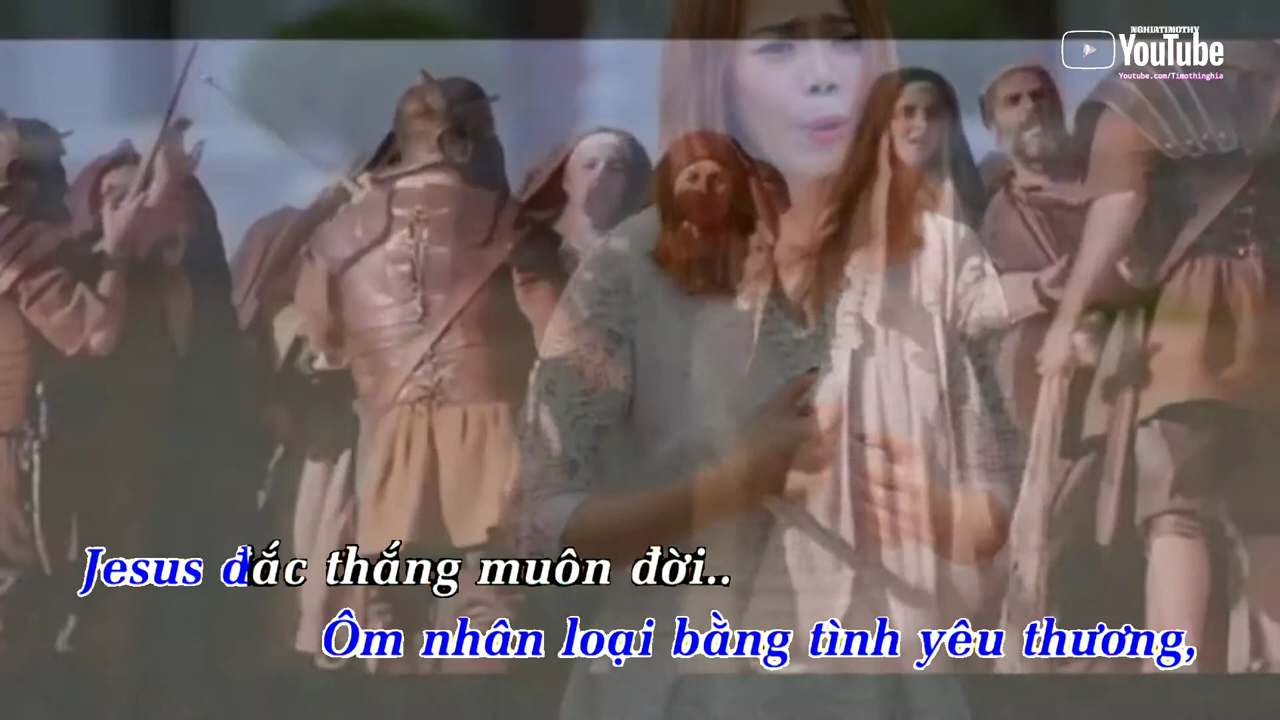 NGHIATIMOTHY
YouTube
Youtube.com/Timothinghia
Jesus đắc thắng muôn đời..
Ôm nhân loại bằng tình yêu thương,